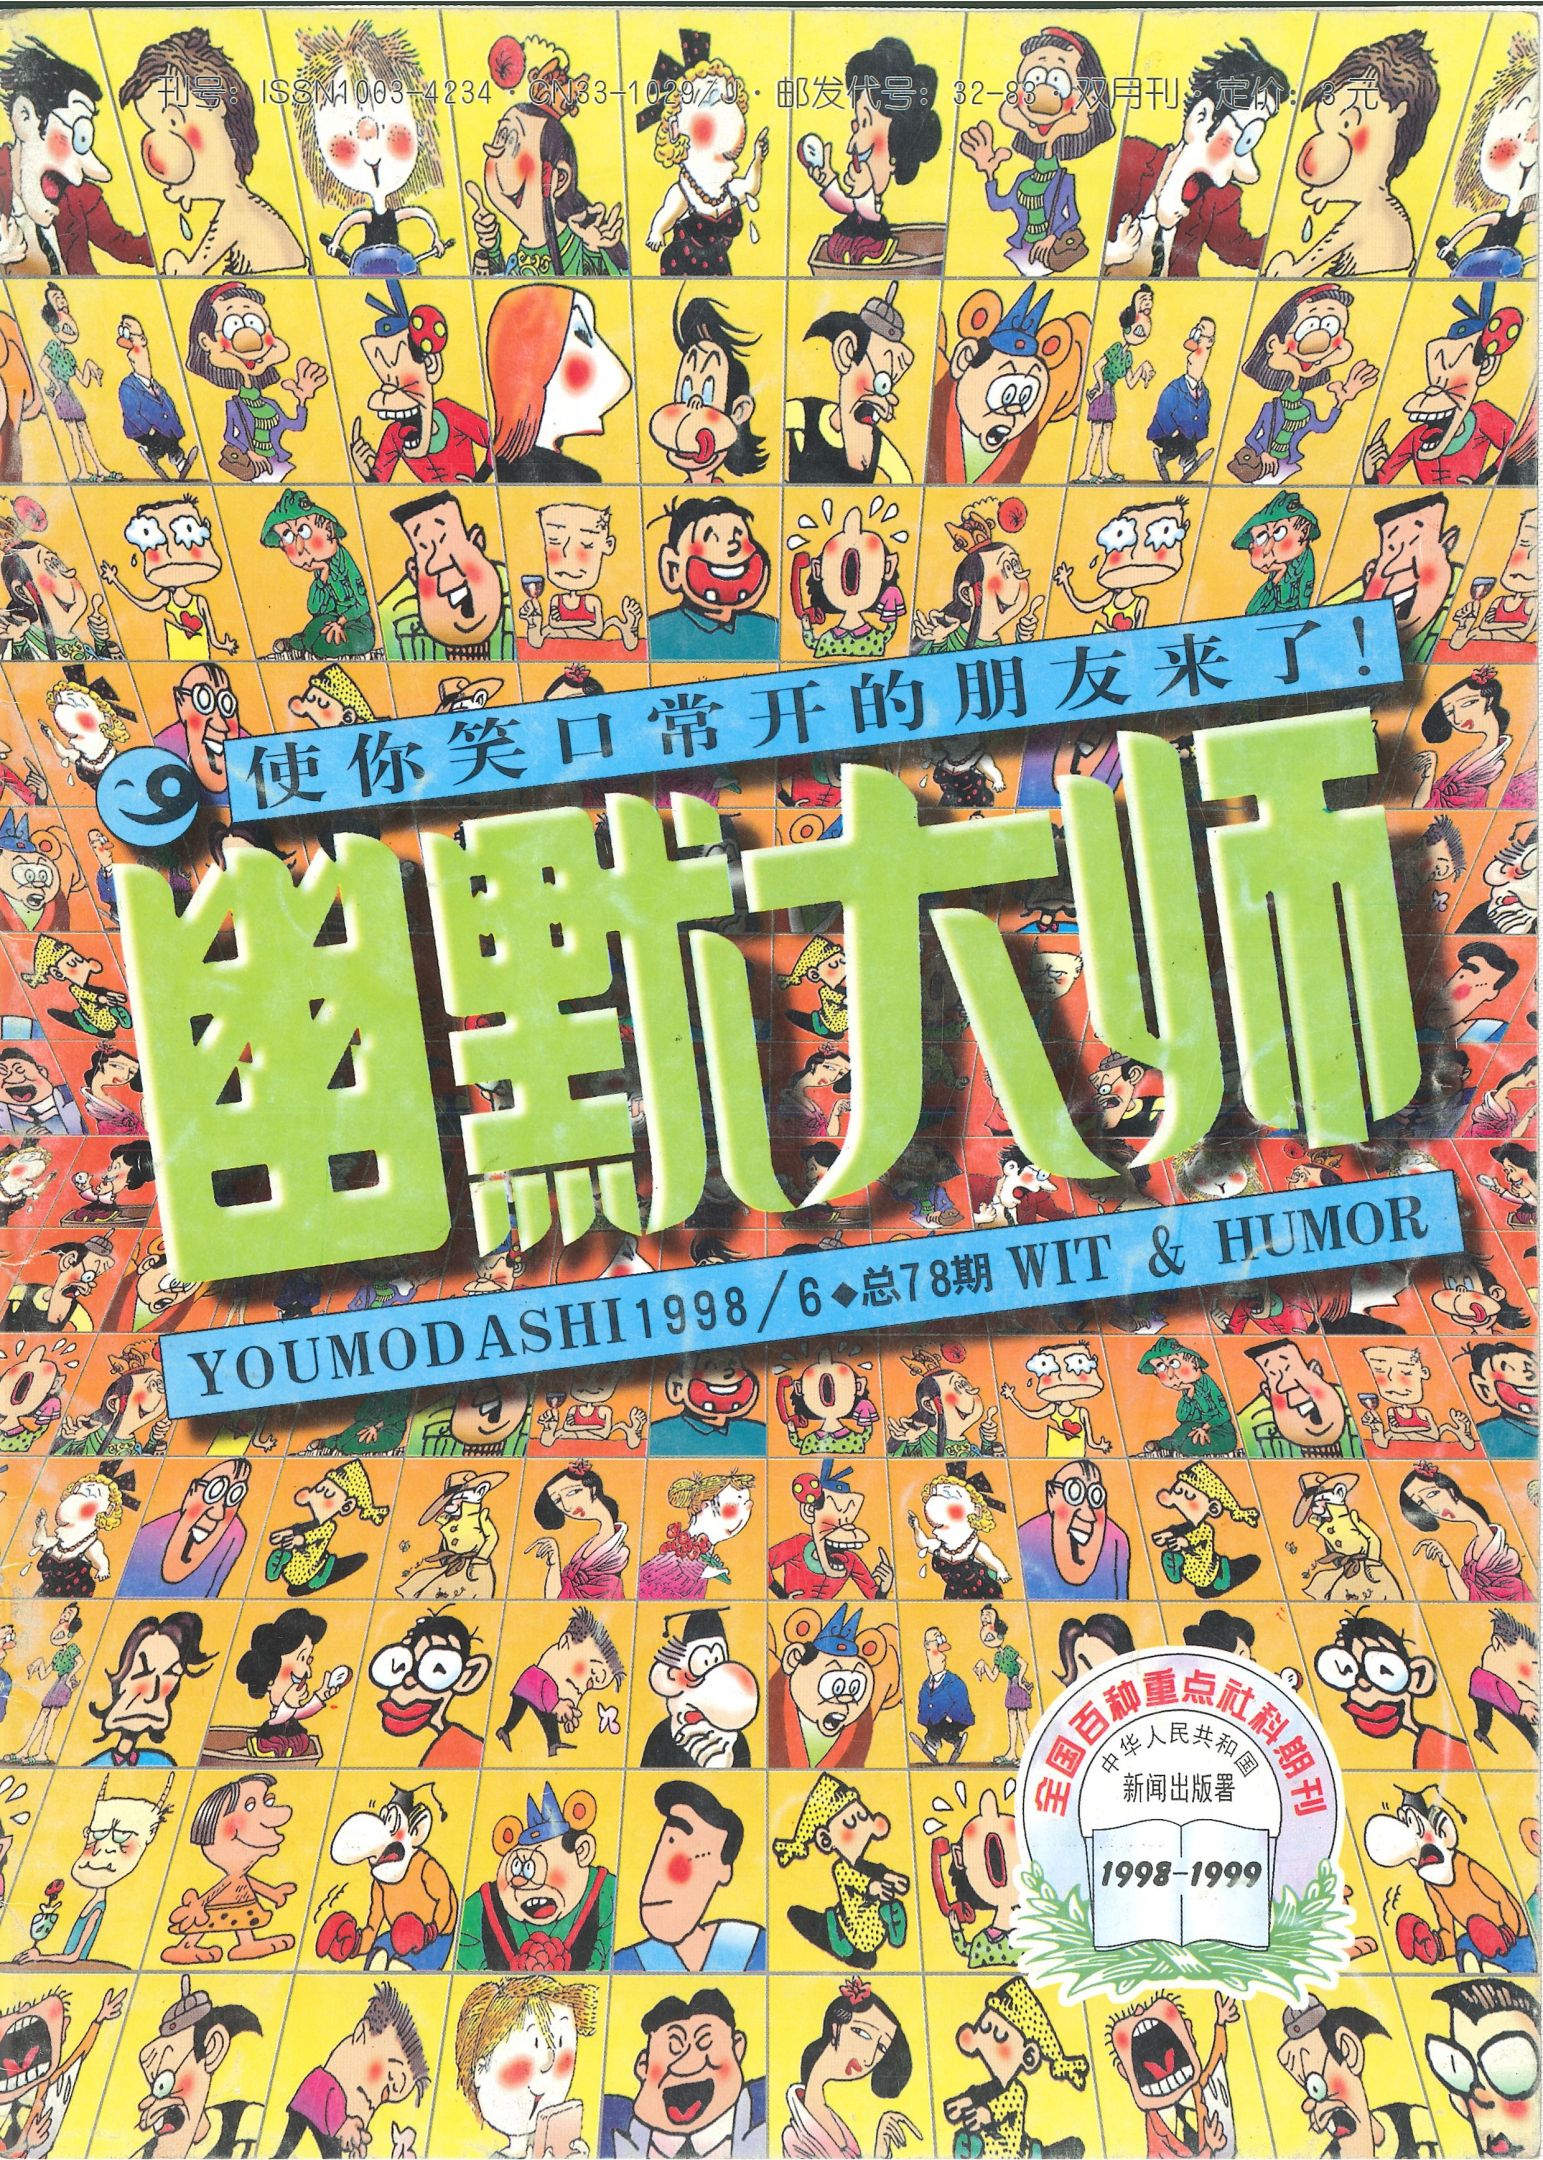 刊号：ISSN1003-4234·CN33-1029/J·邮发代号：32-83·双月刊·定价：3元
使你笑口常开的朋友来了！
幽默大师
YOUMODASHI1998/6◆总78期 WIT & HUMOR
全国百种重点社科期刊
中华人民共和国
新闻出版署
1998-1999